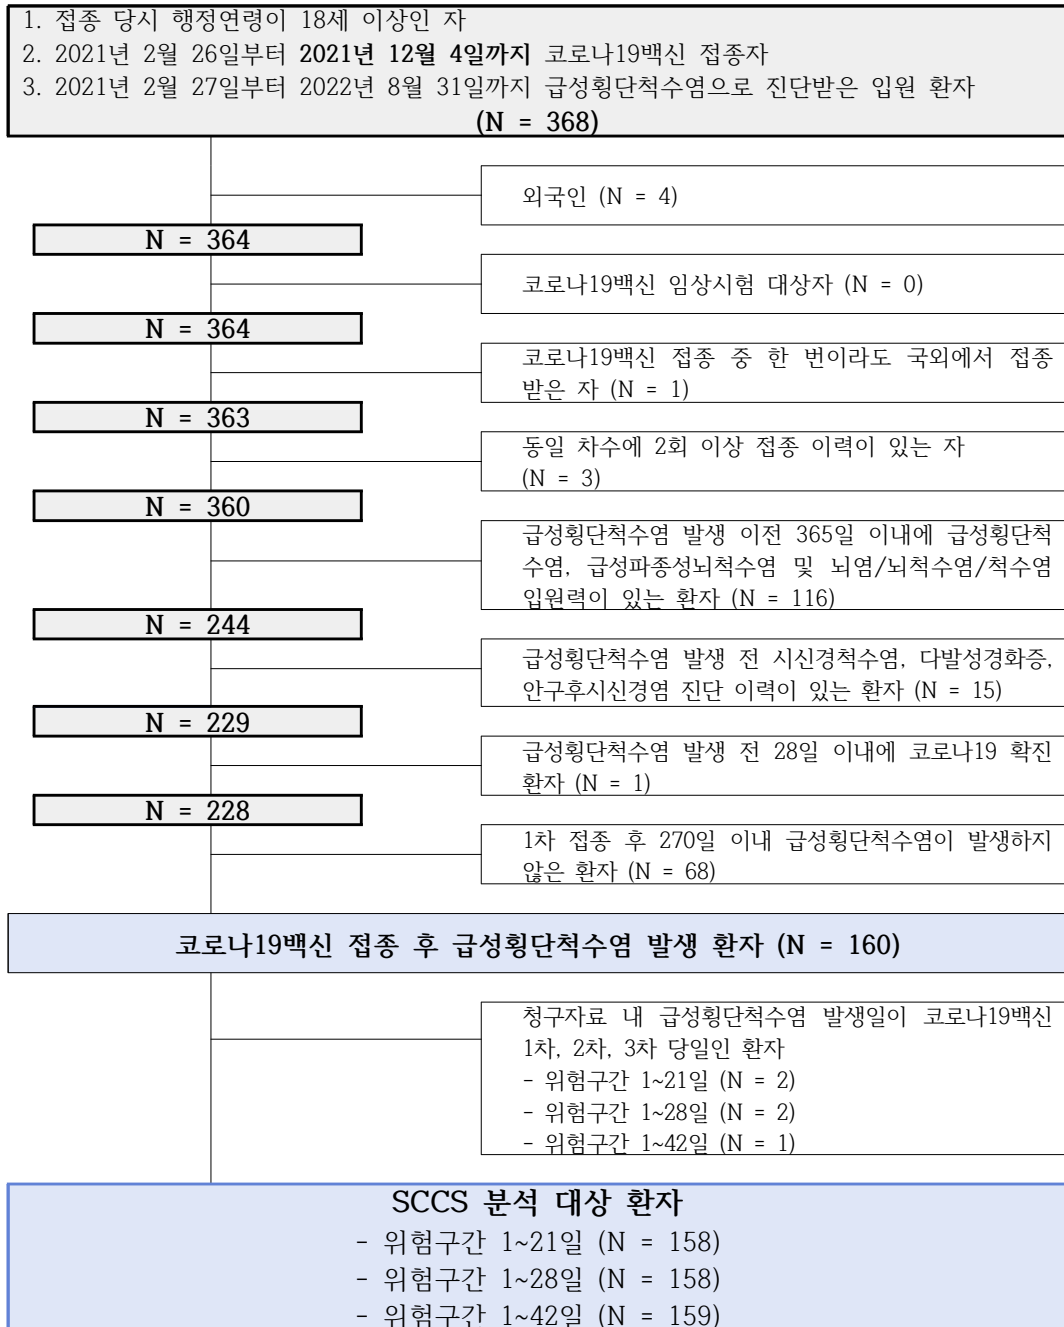 1. 접종 당시 행정연령이 18세 이상인 자
2. 2021년 2월 26일부터 2021년 12월 4일까지 코로나19백신 접종자
3. 2021년 2월 27일부터 2022년 8월 31일까지 급성횡단척수염으로 진단받은 입원 환자
(N = 368)
외국인 (N = 4)
N = 364
코로나19백신 임상시험 대상자 (N = 0)
N = 364
코로나19백신 접종 중 한 번이라도 국외에서 접종
받은 자 (N = 1)
N = 363
동일 차수에 2회 이상 접종 이력이 있는 자
(N = 3)
N = 360
급성횡단척수염 발생 이전 365일 이내에 급성횡단척
수염, 급성파종성뇌척수염 및 뇌염/뇌척수염/척수염
입원력이 있는 환자 (N = 116)
N = 244
급성횡단척수염 발생 전 시신경척수염, 다발성경화증,
안구후시신경염 진단 이력이 있는 환자 (N = 15)
N = 229
급성횡단척수염 발생 전 28일 이내에 코로나19 확진
환자 (N = 1)
N = 228
1차 접종 후 270일 이내 급성횡단척수염이 발생하지
않은 환자 (N = 68)
코로나19백신 접종 후 급성횡단척수염 발생 환자 (N = 160)
청구자료 내 급성횡단척수염 발생일이 코로나19백신
1차, 2차, 3차 당일인 환자
- 위험구간 1~21일 (N = 2)
- 위험구간 1~28일 (N = 2)
- 위험구간 1~42일 (N = 1)
SCCS 분석 대상 환자
- 위험구간 1~21일 (N = 158)
- 위험구간 1~28일 (N = 158)
- 위험구간 1~42일 (N = 159)